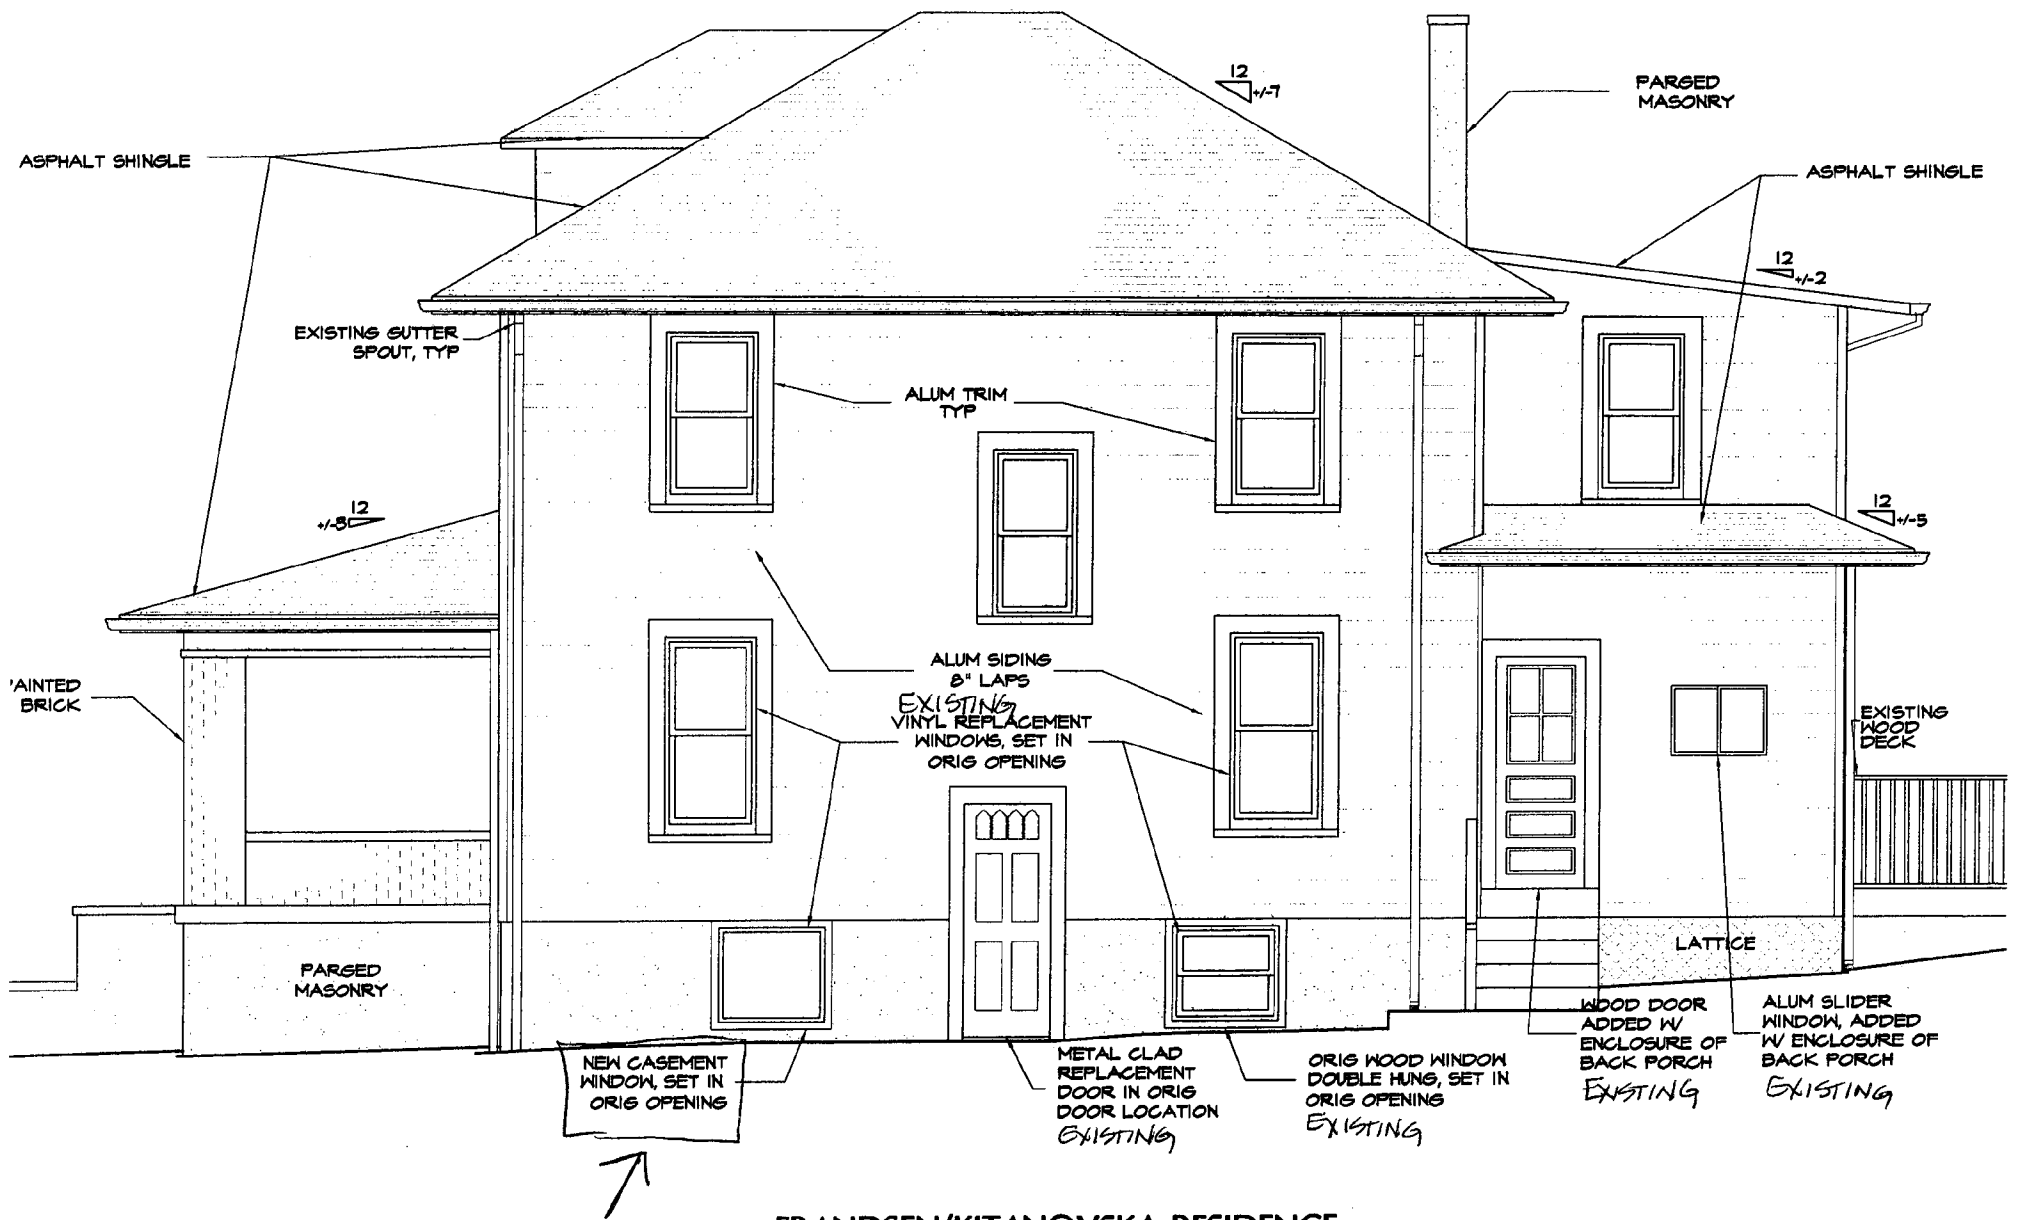 12
+/-7
PARGED
MASONRY
ASPHALT SHINGLE
ASPHALT SHINGLE
12
+/-2
EXISTING GUTTER
SPOUT, TYP
ALUM TRIM
TYP
12
+/-3
12
+/-5
ALUM SIDING
8" LAPS
EXISTING
VINYL REPLACEMENT
WINDOWS, SET IN
ORIG OPENING
'AINTED
BRICK
EXISTING
WOOD
DECK
LATTICE
PARGED
MASONRY
NEW CASEMENT
WINDOW, SET IN
ORIG OPENING
METAL CLAD
REPLACEMENT
DOOR IN ORIG
DOOR LOCATION
EXISTING
ORIG WOOD WINDOW
DOUBLE HUNG, SET IN
ORIG OPENING
EXISTING
WOOD DOOR
ADDED W/
ENCLOSURE OF
BACK PORCH
EXISTING
ALUM SLIDER
WINDOW, ADDED
W/ ENCLOSURE OF
BACK PORCH
EXISTING
FRANDSEN/KITANOVSKA RESIDENCE